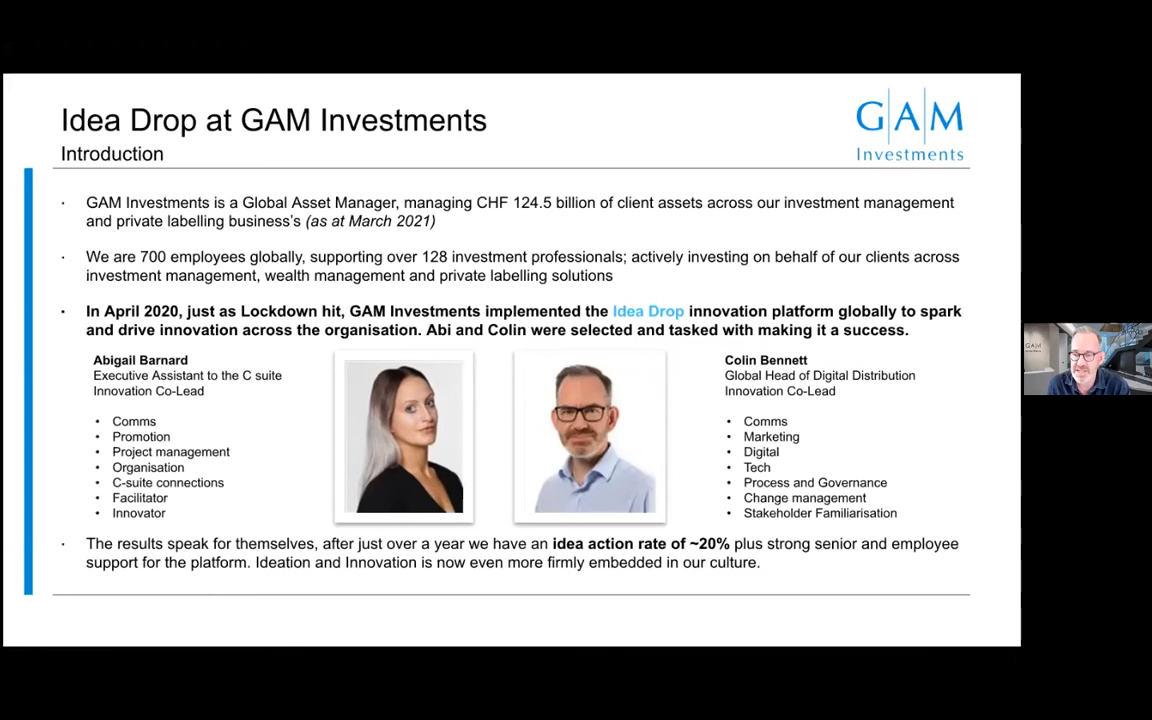 Idea Drop at GAM Investments
Introduction
GAM
Investments
· GAM Investments is a Global Asset Manager, managing CHF 124.5 billion of client assets across our investment management
and private labelling business’s (as at March 2021)
· We are 700 employees globally, supporting over 128 investment professionals; actively investing on behalf of our clients across
investment management, wealth management and private labelling solutions
· In April 2020, just as Lockdown hit, GAM Investments implemented the Idea Drop innovation platform globally to spark
and drive innovation across the organisation. Abi and Colin were selected and tasked with making it a success.
Abigail Barnard
Executive Assistant to the C suite
Innovation Co-Lead
• Comms
• Promotion
• Project management
• Organisation
• C-suite connections
• Facilitator
• Innovator
Colin Bennett
Global Head of Digital Distribution
Innovation Co-Lead
• Comms
• Marketing
• Digital
• Tech
• Process and Governance
• Change management
• Stakeholder Familiarisation
· The results speak for themselves, after just over a year we have an idea action rate of ~20% plus strong senior and employee
support for the platform. Ideation and Innovation is now even more firmly embedded in our culture.
GAM